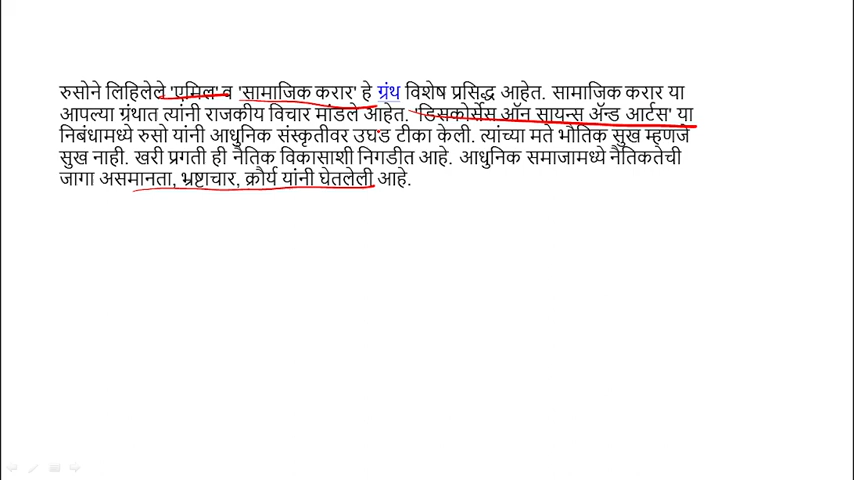 रुसोने लिहिलेले 'एमिल' व 'सामाजिक करार' हे ग्रंथ विशेष प्रसिद्ध आहेत. सामाजिक करार या
आपल्या ग्रंथात त्यांनी राजकीय विचार मांडले आहेत. 'डिसकोर्सेस ऑन सायन्स ॲन्ड आर्टस' या
निबंधामध्ये रुसो यांनी आधुनिक संस्कृतीवर उघड टीका केली. त्यांच्या मते भौतिक सुख म्हणजे
सुख नाही. खरी प्रगती ही नैतिक विकासाशी निगडीत आहे. आधुनिक समाजामध्ये नैतिकतेची
जागा असमानता, भ्रष्टाचार, क्रौर्य यांनी घेतलेली आहे.